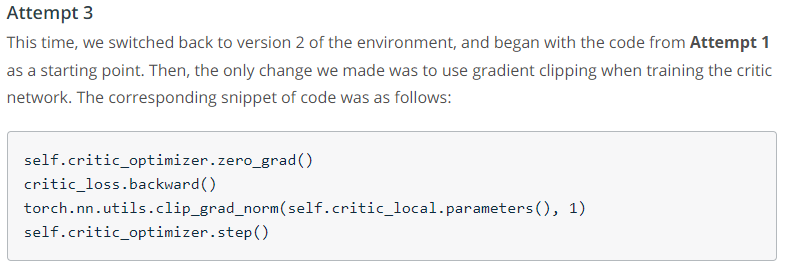 Attempt 3
This time, we switched back to version 2 of the environment, and began with the code from Attempt 1
as a starting point. Then, the only change we made was to use gradient clipping when training the critic
network. The corresponding snippet of code was as follows:
self.critic_optimizer.zero_grad()
critic_loss.backward()
torch.nn.utils.clip_grad_norm(self.critic_local.parameters(), 1)
self.critic_optimizer.step()